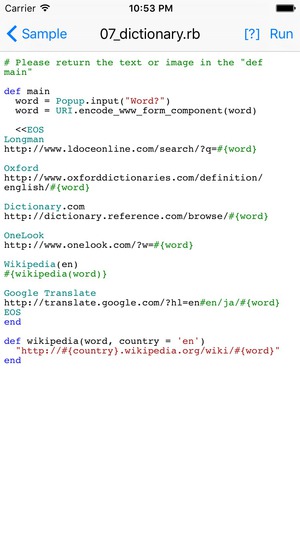 Carrier 10:53 PM
Sample 07_dictionary.rb [?] Run
# Please return the text or image in the "def
main"
def main
word = Popup.input("Word?")
word = URI.encode_www_form_component(word)
<<EOS
Longman
http://www.ldoceonline.com/search/?q=#{word}
Oxford
http://www.oxforddictionaries.com/definition/
english/#{word}
Dictionary.com
http://dictionary.reference.com/browse/#{word}
OneLook
http://www.onelook.com/?w=#{word}
Wikipedia(en)
#{wikipedia(word)}
Google Translate
http://translate.google.com/?hl=en#en/ja/#{word}
EOS
end
def wikipedia(word, country = 'en')
"http://#{country}.wikipedia.org/wiki/#{word}"
end